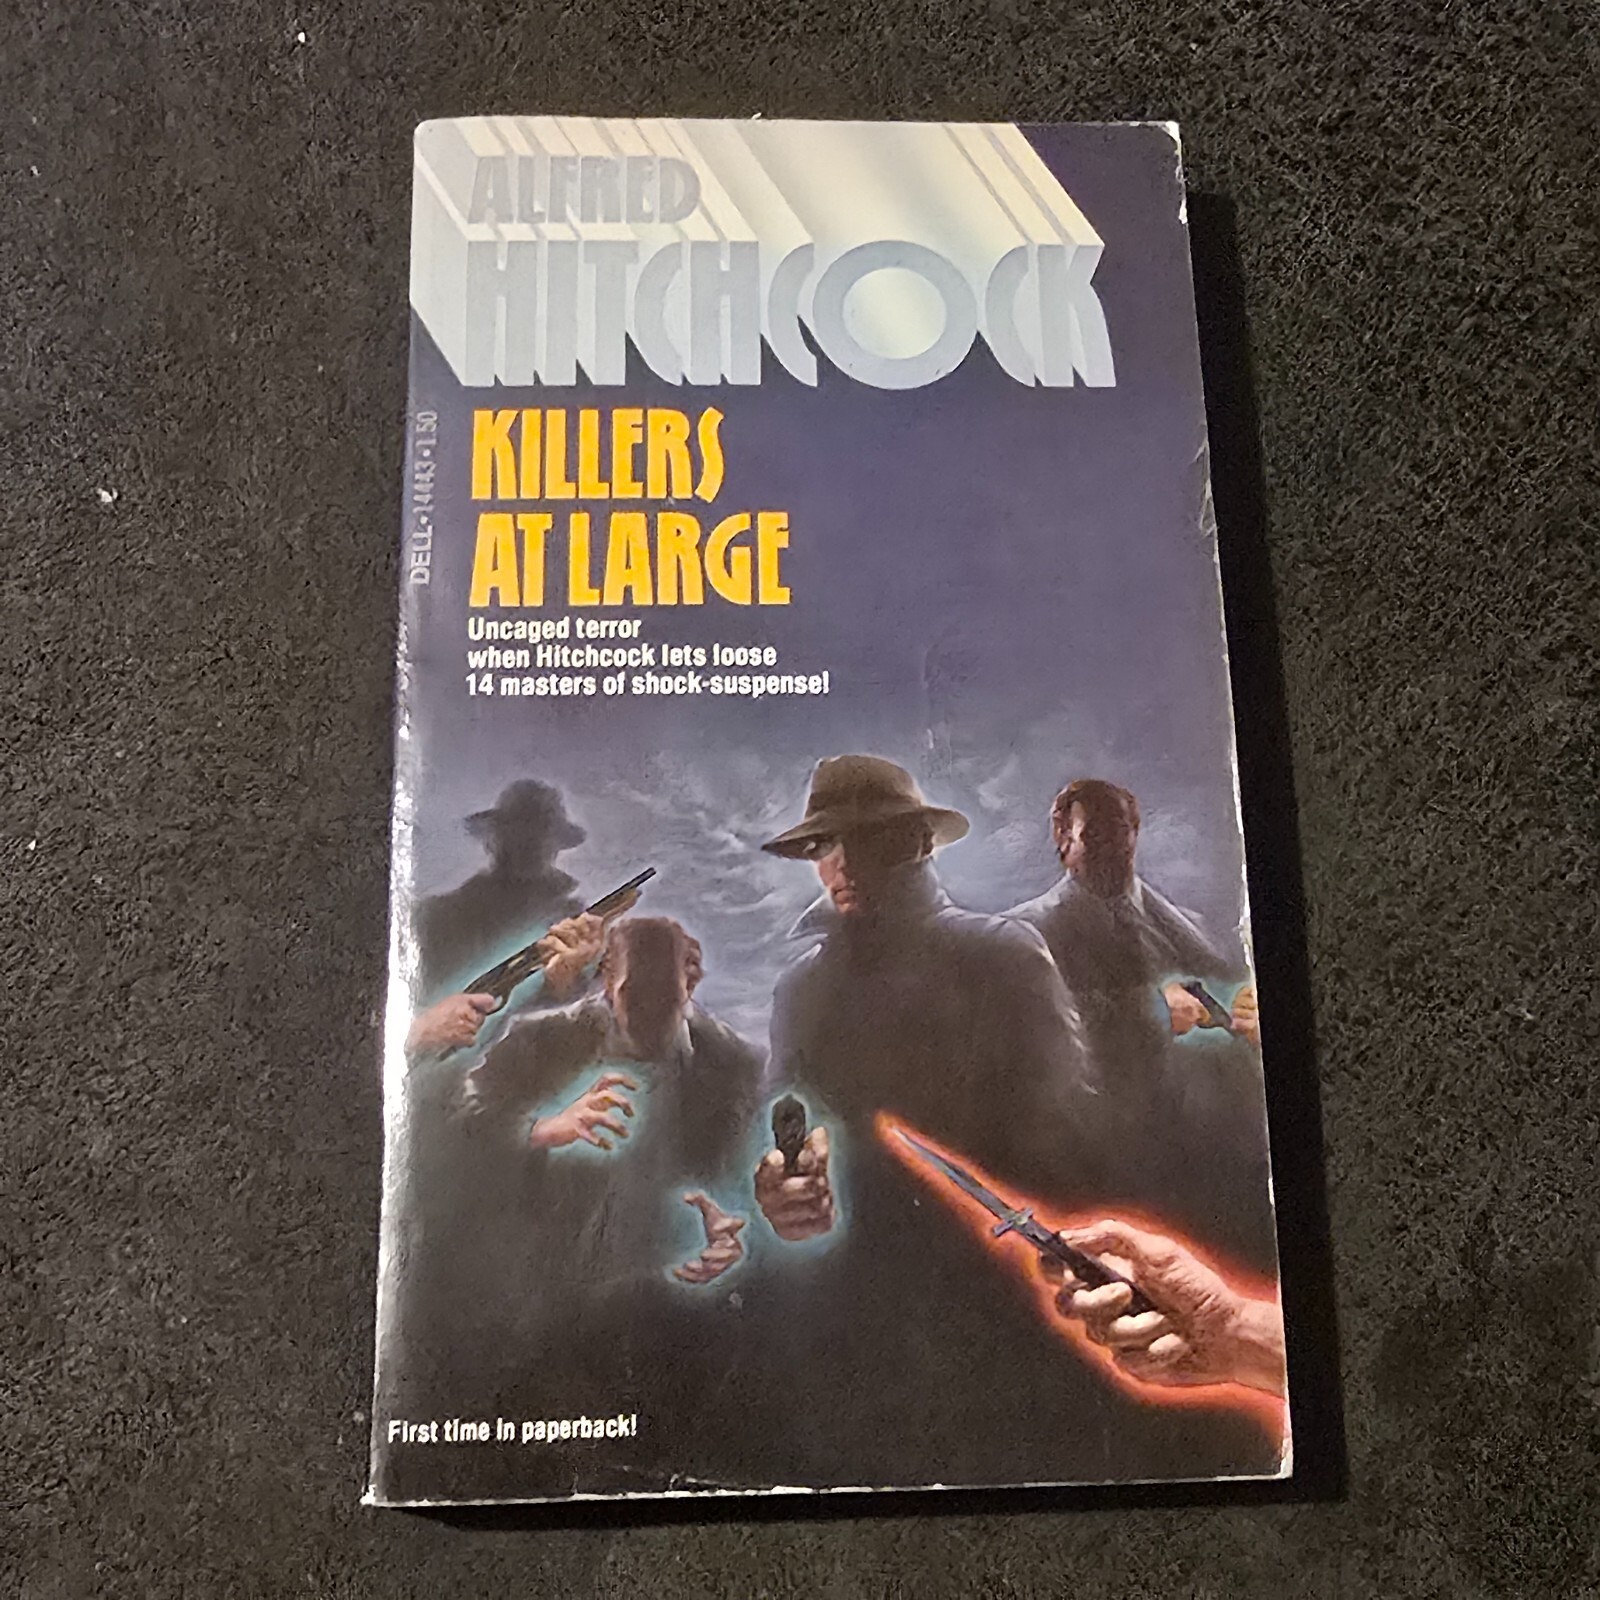 ALFRED
HITCHCOCK
DELL • 14443 • 1.50
KILLERS
AT LARGE
Uncaged terror
when Hitchcock lets loose
14 masters of shock-suspense!
First time in paperback!